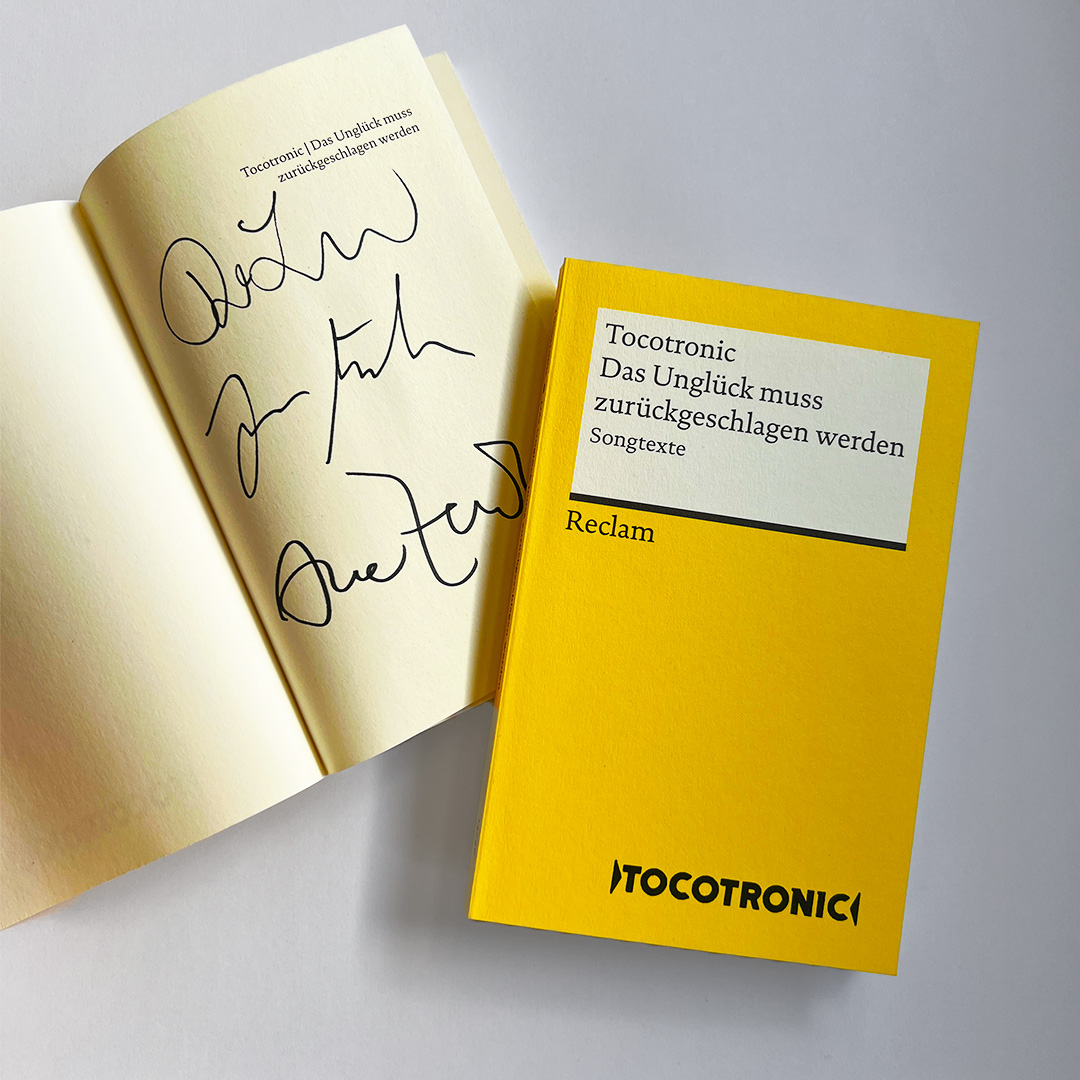 Tocotronic | Das Unglück muss
zurückgeschlagen werden
Tocotronic
Das Unglück muss
zurückgeschlagen werden
Songtexte
Reclam
TOCOTRONIC